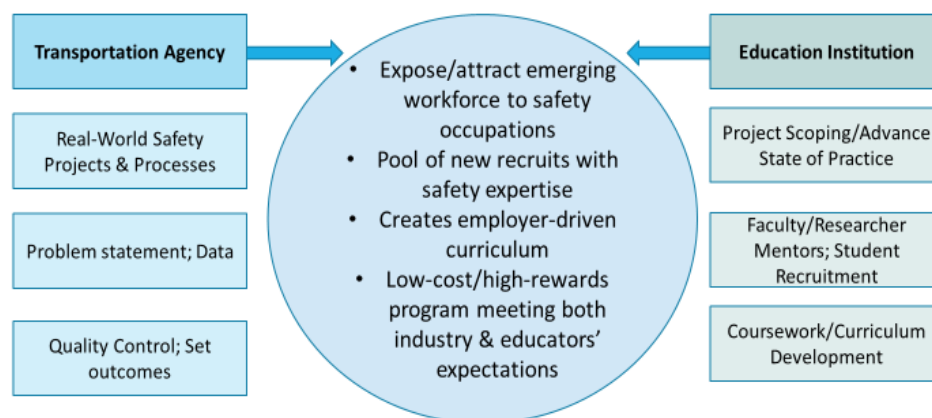 Transportation Agency
Real-World Safety
Projects & Processes
Problem statement; Data
Quality Control; Set
outcomes
• Expose/attract emerging
workforce to safety
occupations
• Pool of new recruits with
safety expertise
• Creates employer-driven
curriculum
• Low-cost/high-rewards
program meeting both
industry & educators’
expectations
Education Institution
Project Scoping/Advance
State of Practice
Faculty/Researcher
Mentors; Student
Recruitment
Coursework/Curriculum
Development